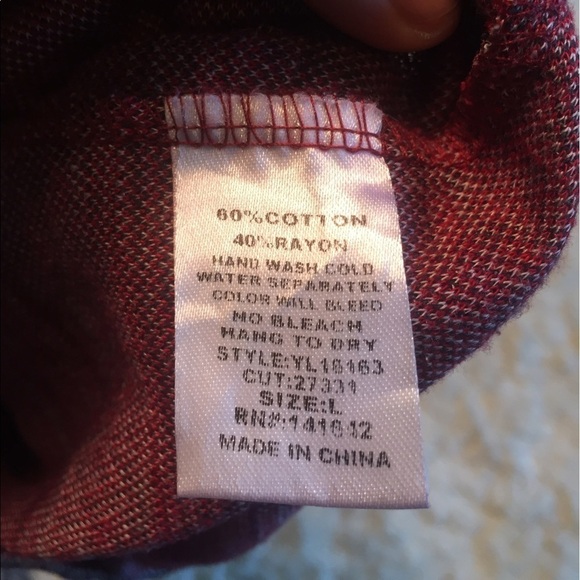 60%COTTON
40%RAYON
HAND WASH COLD
WATER SEPARATELY
COLOR WILL BLEED
NO BLEACH
HANG TO DRY
STYLE:YL16163
CUT:27331
SIZE:L
RN#:141642
MADE IN CHINA